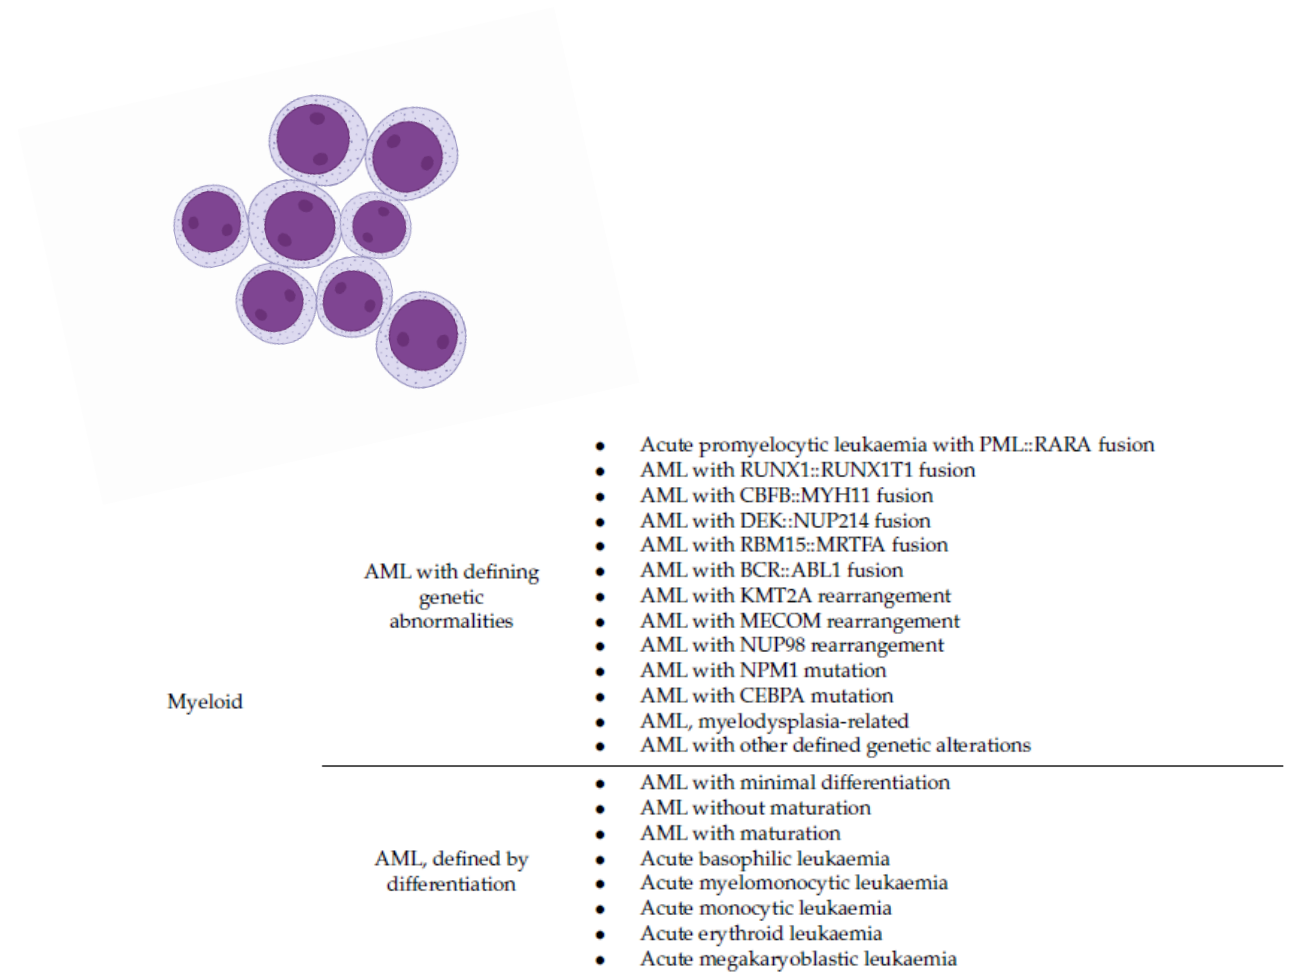 Acute promyelocytic leukaemia with PML::RARA fusion
AML with RUNX1::RUNX1T1 fusion
AML with CBFB::MYH11 fusion
AML with DEK::NUP214 fusion
AML with RBM15::MRTFA fusion
AML with BCR::ABL1 fusion
AML with KMT2A rearrangement
AML with MECOM rearrangement
AML with NUP98 rearrangement
AML with NPM1 mutation
AML with CEBPA mutation
AML, myelodysplasia-related
AML with other defined genetic alterations
AML with defining
genetic
abnormalities
Myeloid
AML with minimal differentiation
AML without maturation
AML with maturation
Acute basophilic leukaemia
Acute myelomonocytic leukaemia
Acute monocytic leukaemia
Acute erythroid leukaemia
Acute megakaryoblastic leukaemia
AML, defined by
differentiation